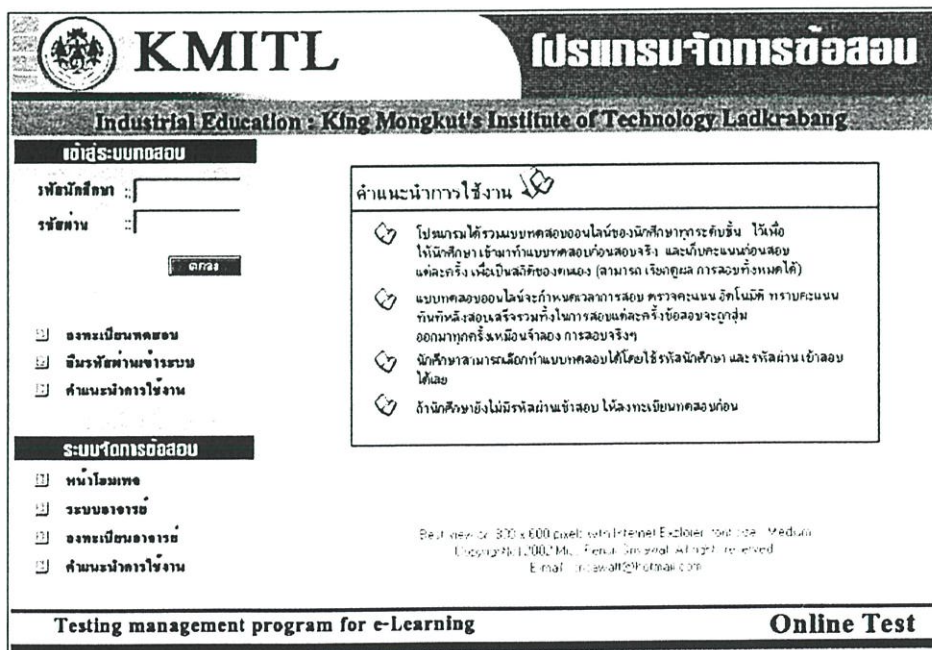 KMITL
โปรแกรมจัดการข้อสอบ
Industrial Education : King Mongkut's Institute of Technology Ladkrabang
เข้าสู่ระบบทดสอบ
รหัสนักศึกษา ::
รหัสผ่าน ::
ตกลง
ลงทะเบียนทดสอบ
ลืมรหัสผ่านเข้าระบบ
คำแนะนำการใช้งาน
ระบบจัดการข้อสอบ
หน้าโฮมเพจ
ระบบอาจารย์
ลงทะเบียนอาจารย์
คำแนะนำการใช้งาน
คำแนะนำการใช้งาน
โปรแกรมได้รวมแบบทดสอบออนไลน์ของนักศึกษาทุกระดับชั้น ไว้เพื่อ
ให้นักศึกษาเข้ามาทำแบบทดสอบก่อนสอบจริง และเก็บคะแนนก่อนสอบ
แต่ละครั้ง เพื่อเป็นสถิติของตนเอง (สามารถ เรียกดูผล การสอบทั้งหมดได้)
แบบทดสอบออนไลน์จะกำหนดเวลาการสอบ ตรวจคะแนน อัตโนมัติ ทราบคะแนน
ทันทีหลังสอบเสร็จรวมทั้งในการสอบแต่ละครั้งข้อสอบจะถูกสุ่ม
ออกมาทุกครั้งเหมือนจำลอง การสอบจริงๆ
นักศึกษาสามารถเลือกทำแบบทดสอบได้โดยใช้รหัสนักศึกษา และรหัสผ่าน เข้าสอบ
ได้เลย
ถ้านักศึกษายังไม่มีรหัสผ่านเข้าสอบ ให้ลงทะเบียนทดสอบก่อน
Best view on 800 x 600 pixels with Internet Explorer font size Medium
2002 All right reserved
Testing management program for e-Learning
Online Test